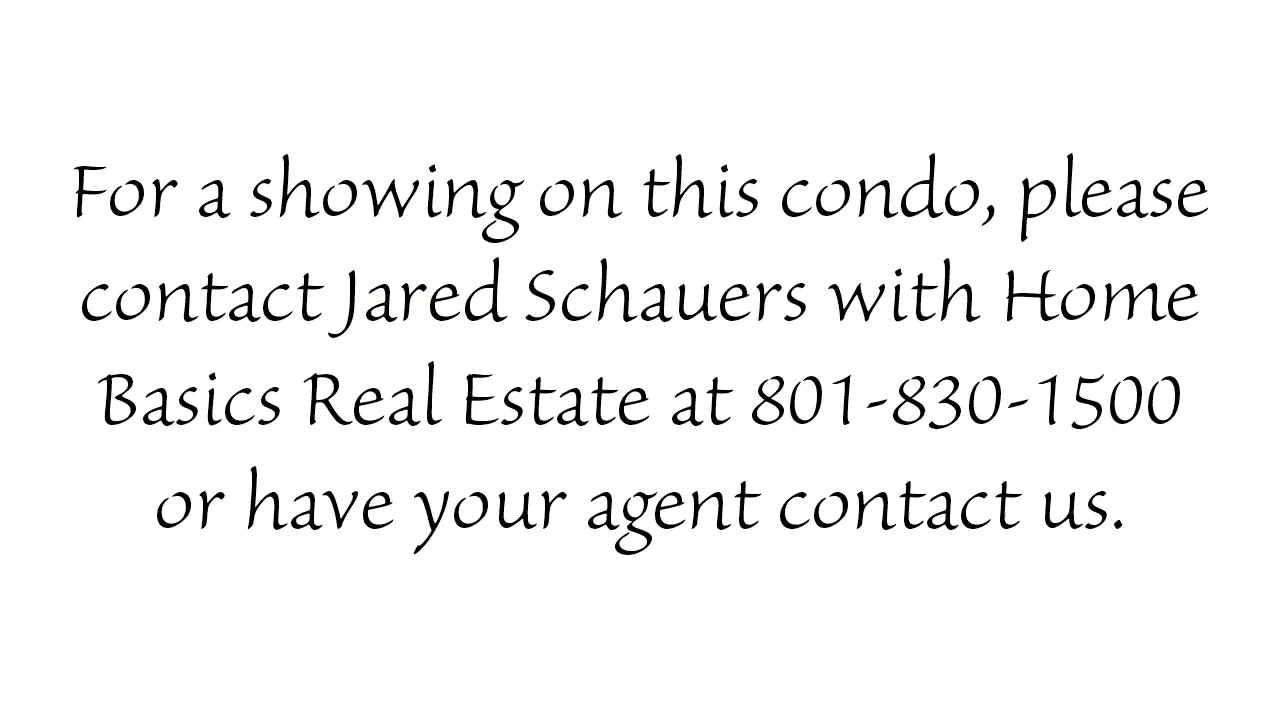 For a showing on this condo, please
contact Jared Schauers with Home
Basics Real Estate at 801-830-1500
or have your agent contact us.